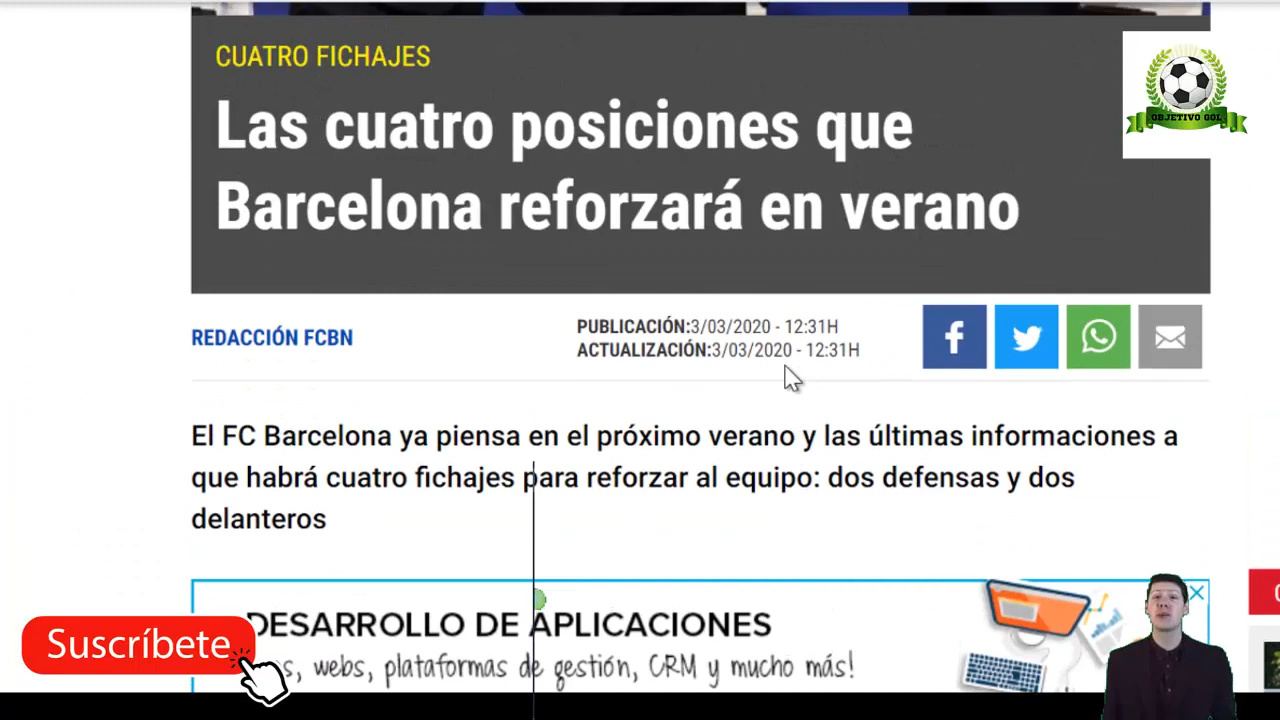 CUATRO FICHAJES
Las cuatro posiciones que
Barcelona reforzará en verano
OBJETIVO GOL
REDACCIÓN FCBN
PUBLICACIÓN:3/03/2020 - 12:31H
ACTUALIZACIÓN:3/03/2020 - 12:31H
El FC Barcelona ya piensa en el próximo verano y las últimas informaciones a
que habrá cuatro fichajes para reforzar al equipo: dos defensas y dos
delanteros
DESARROLLO DE APLICACIONES
webs, plataformas de gestión, CRM y mucho más!
Suscríbete